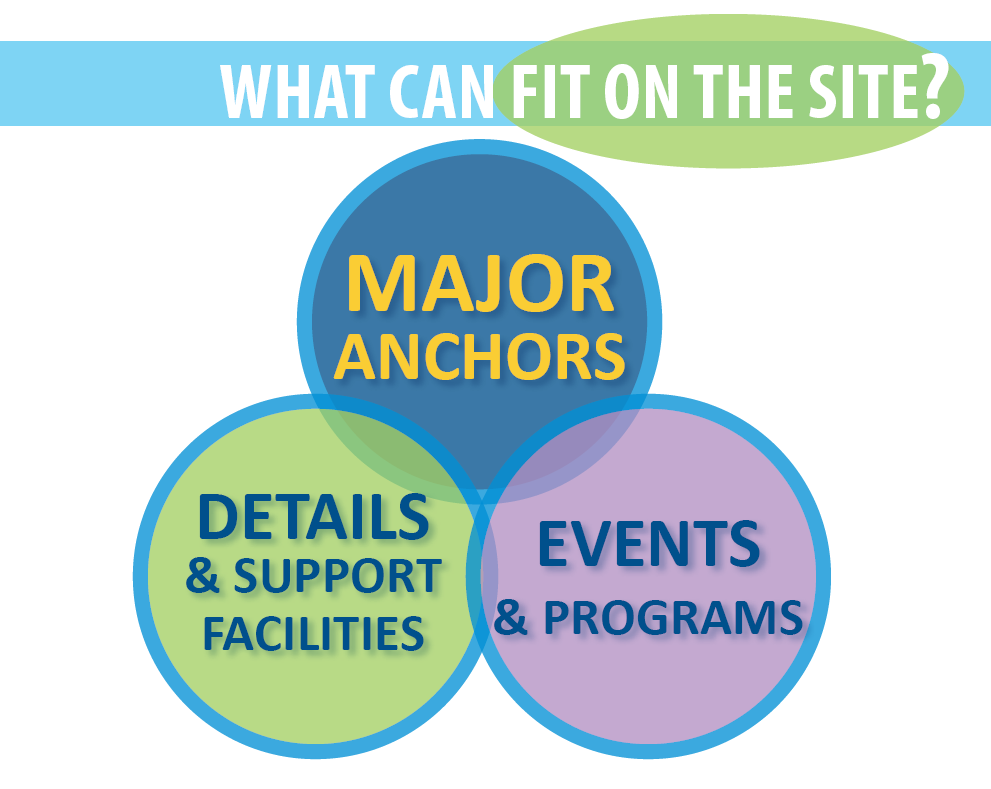 WHAT CAN FIT ON THE SITE?
MAJOR
ANCHORS
DETAILS
& SUPPORT
FACILITIES
EVENTS
& PROGRAMS